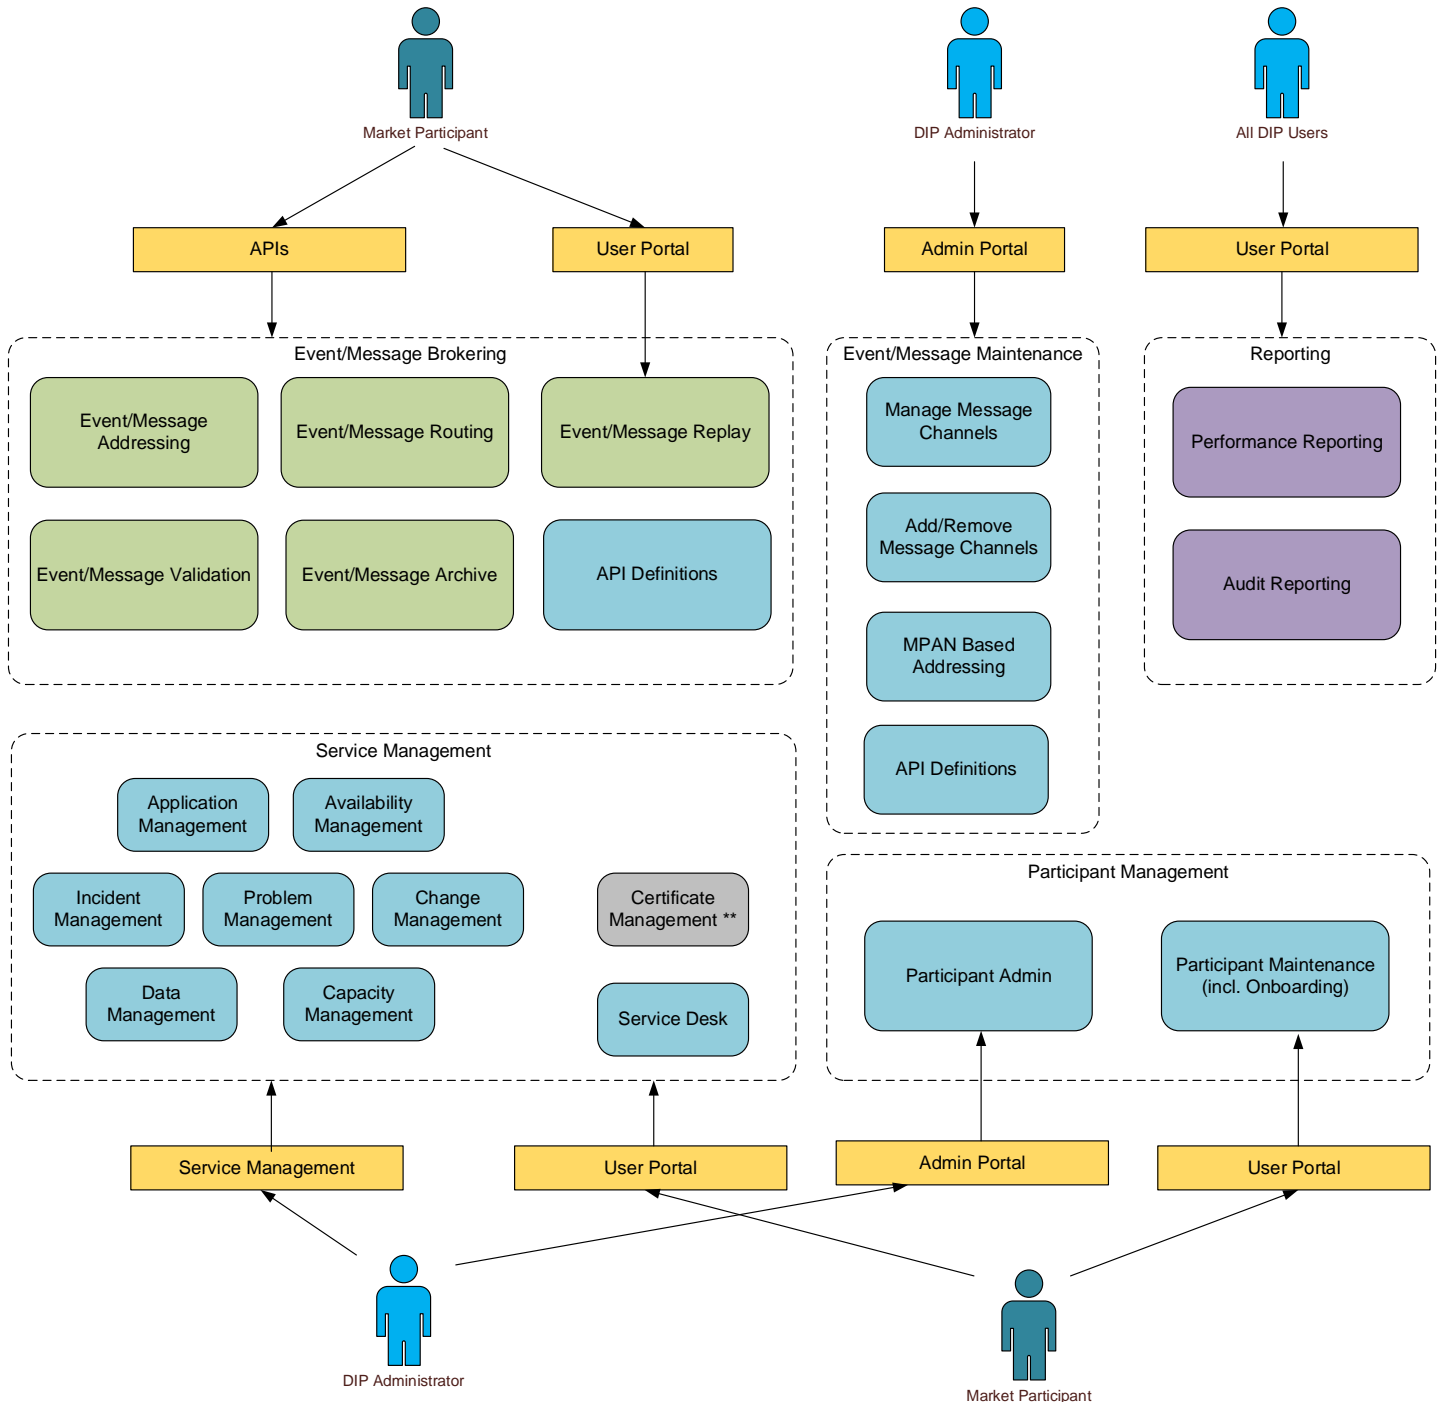 Market Participant
DIP Administrator
All DIP Users
APIs
User Portal
Admin Portal
User Portal
Event/Message Brokering
Event/Message
Addressing
Event/Message Routing
Event/Message Replay
Event/Message Validation
Event/Message Archive
API Definitions
Event/Message Maintenance
Manage Message
Channels
Add/Remove
Message Channels
MPAN Based
Addressing
API Definitions
Reporting
Performance Reporting
Audit Reporting
Service Management
Application
Management
Availability
Management
Incident
Management
Problem
Management
Change
Management
Certificate
Management **
Data
Management
Capacity
Management
Service Desk
Participant Management
Participant Admin
Participant Maintenance
(incl. Onboarding)
Service Management
User Portal
Admin Portal
User Portal
DIP Administrator
Market Participant